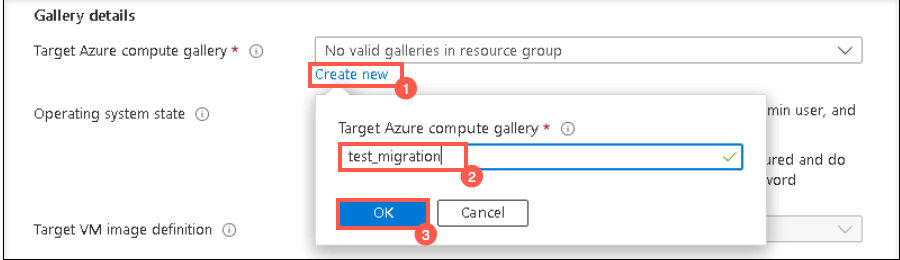 Gallery details
Target Azure compute gallery *
No valid galleries in resource group
Create new
1
Operating system state
min user, and
Target Azure compute gallery *
test_migration
2
ured and do
word
OK
3
Cancel
Target VM image definition